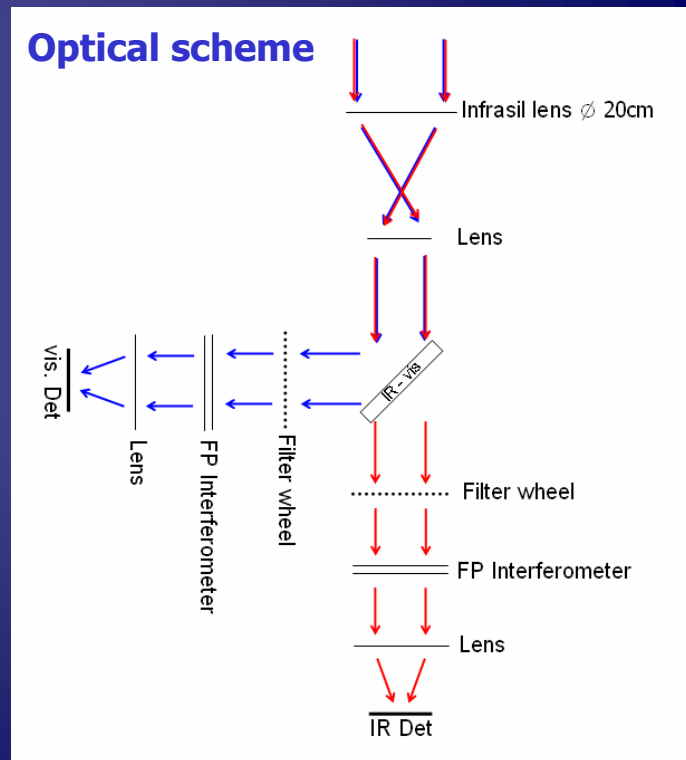 Optical scheme
Infrasil lens ∅ 20cm
Lens
IR - vis
vis. Det
Lens
FP Interferometer
Filter wheel
Filter wheel
FP Interferometer
Lens
IR Det